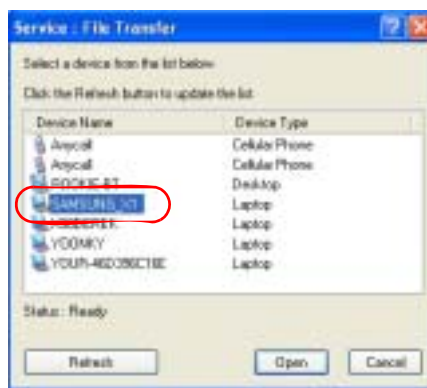 Service : File Transfer
Select a device from the list below
Click the Refresh button to update the list
Device Name Device Type
Anycall Cellular Phone
Anycall Cellular Phone
Desktop
Laptop
Laptop
YOONKY Laptop
Laptop
Status : Ready
Refresh Open Cancel